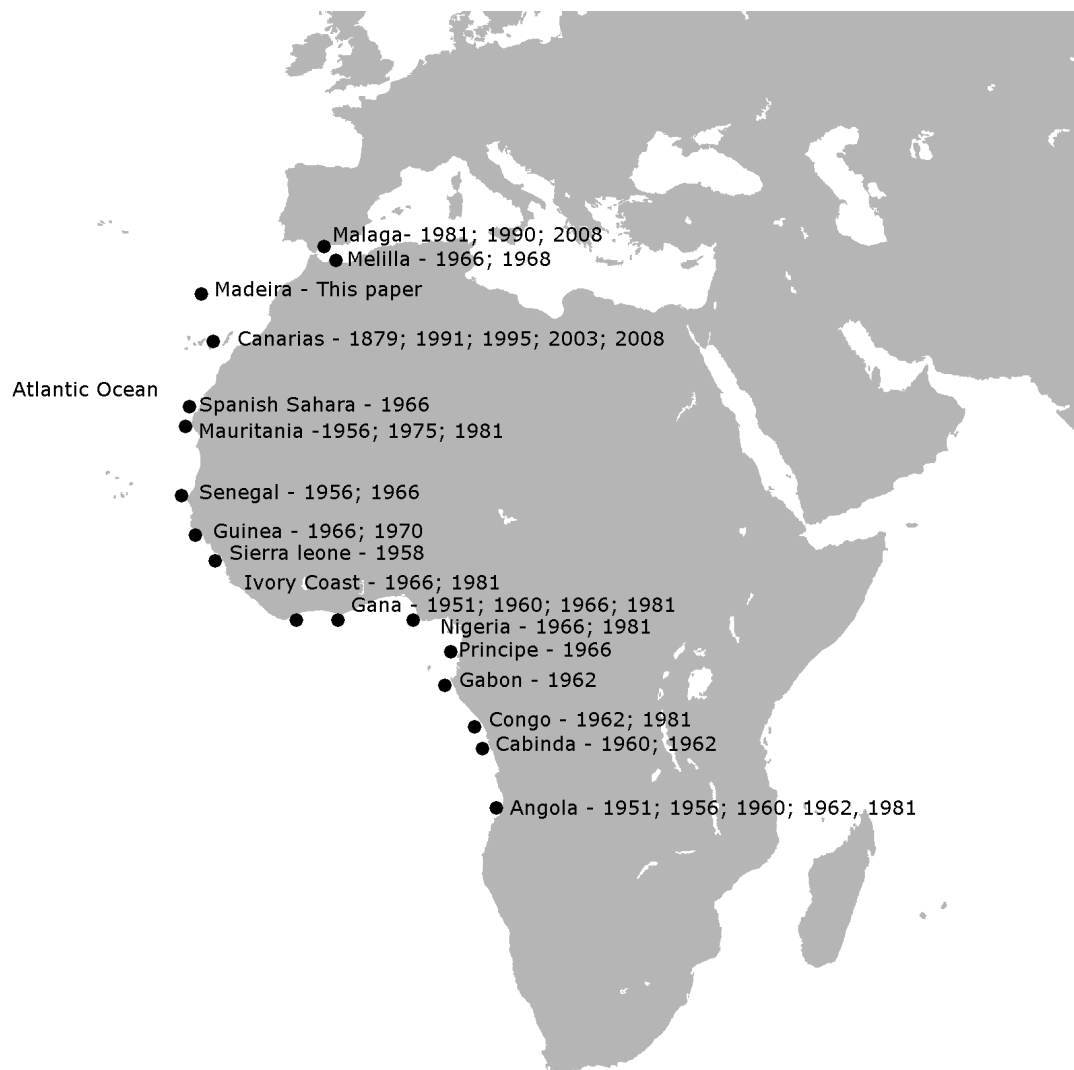 Malaga- 1981; 1990; 2008
Melilla - 1966; 1968
Madeira - This paper
Canarias - 1879; 1991; 1995; 2003; 2008
Atlantic Ocean
Spanish Sahara - 1966
Mauritania -1956; 1975; 1981
Senegal - 1956; 1966
Guinea - 1966; 1970
Sierra leone - 1958
Ivory Coast - 1966; 1981
Gana - 1951; 1960; 1966; 1981
Nigeria - 1966; 1981
Principe - 1966
Gabon - 1962
Congo - 1962; 1981
Cabinda - 1960; 1962
Angola - 1951; 1956; 1960; 1962, 1981